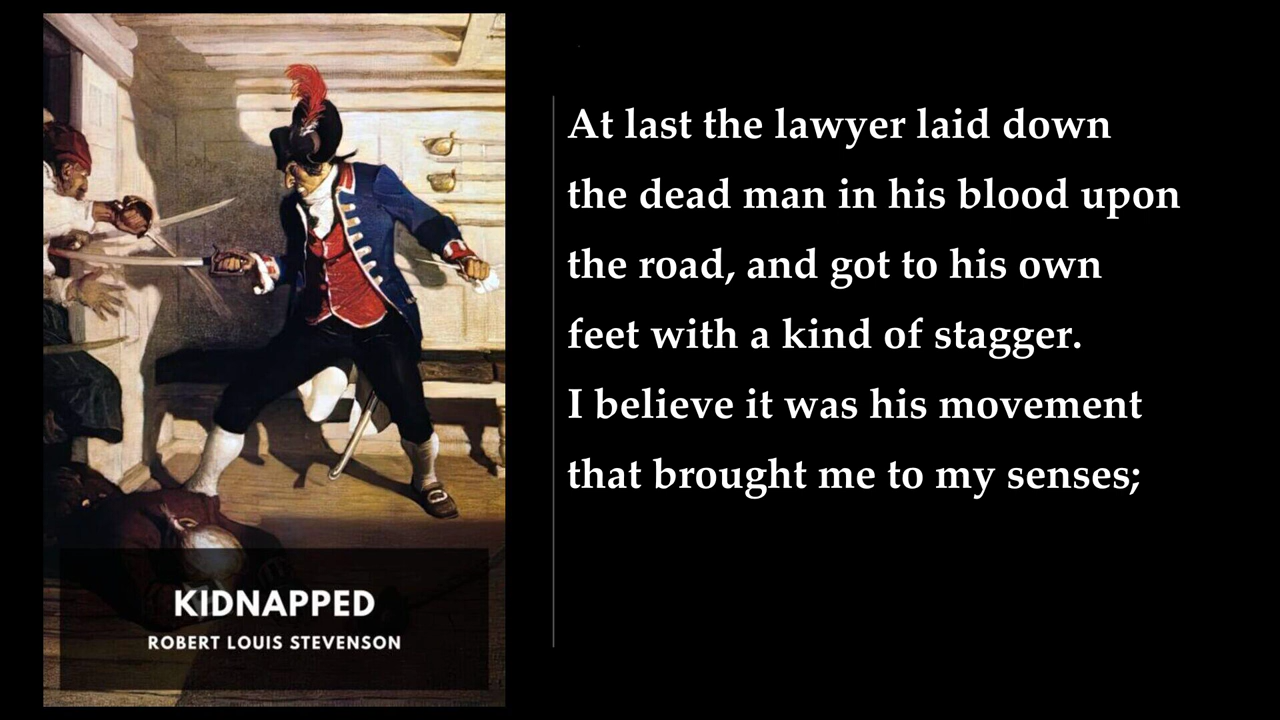 KIDNAPPED
ROBERT LOUIS STEVENSON
At last the lawyer laid down
the dead man in his blood upon
the road, and got to his own
feet with a kind of stagger.
I believe it was his movement
that brought me to my senses;